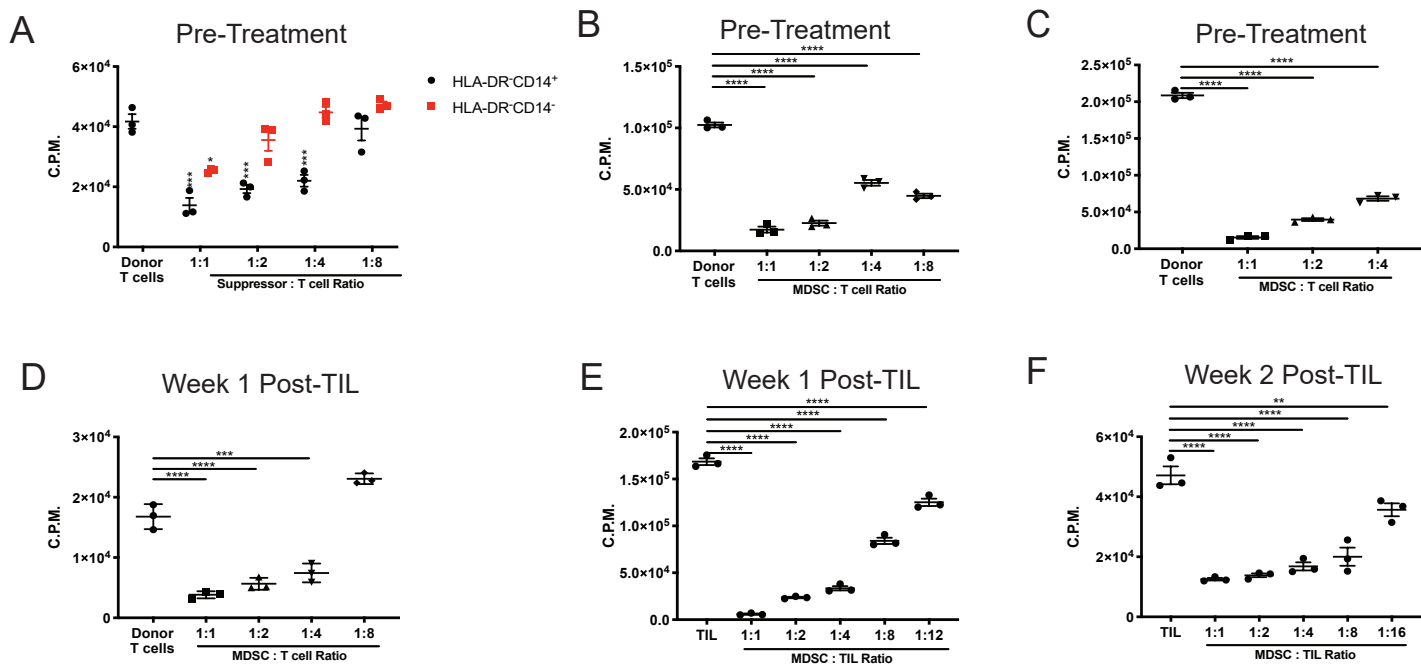 A
Pre-Treatment
6×10⁴
4×10⁴
2×10⁴
0
C.P.M.
HLA-DR⁻CD14⁺
HLA-DR⁻CD14⁻
***
*
***
***
Donor
T cells
1:1
1:2
1:4
1:8
Suppressor : T cell Ratio
B
Pre-Treatment
****
****
****
****
1.5×10⁵
1.0×10⁵
5.0×10⁴
0.0
C.P.M.
Donor
T cells
1:1
1:2
1:4
1:8
MDSC : T cell Ratio
C
Pre-Treatment
****
****
****
2.5×10⁵
2.0×10⁵
1.5×10⁵
1.0×10⁵
5.0×10⁴
0
C.P.M.
Donor
T cells
1:1
1:2
1:4
MDSC : T cell Ratio
D
Week 1 Post-TIL
***
****
****
3×10⁴
2×10⁴
1×10⁴
0
C.P.M.
Donor
T cells
1:1
1:2
1:4
1:8
MDSC : T cell Ratio
E
Week 1 Post-TIL
****
****
****
****
****
2.0×10⁵
1.5×10⁵
1.0×10⁵
5.0×10⁴
0.0
C.P.M.
TIL
1:1
1:2
1:4
1:8
1:12
MDSC : TIL Ratio
F
Week 2 Post-TIL
**
****
****
****
****
6×10⁴
4×10⁴
2×10⁴
0
C.P.M.
TIL
1:1
1:2
1:4
1:8
1:16
MDSC : TIL Ratio